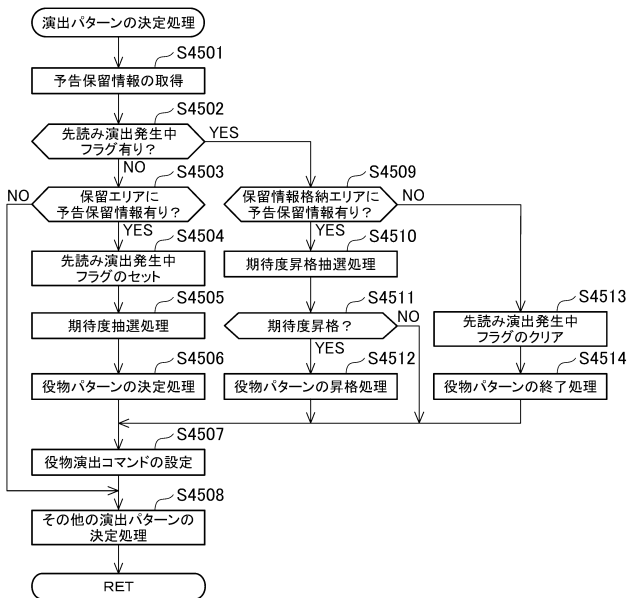 演出パターンの決定処理
S4501
予告保留情報の取得
S4502
先読み演出発生中
フラグ有り?
YES
NO
S4503
NO
保留エリアに
予告保留情報有り?
YES
S4504
先読み演出発生中
フラグのセット
S4505
期待度抽選処理
S4506
役物パターンの決定処理
S4509
保留情報格納エリアに
予告保留情報有り?
NO
YES
S4510
期待度昇格抽選処理
S4511
期待度昇格?
NO
YES
S4512
役物パターンの昇格処理
S4513
先読み演出発生中
フラグのクリア
S4514
役物パターンの終了処理
S4507
役物演出コマンドの設定
S4508
その他の演出パターンの
決定処理
RET